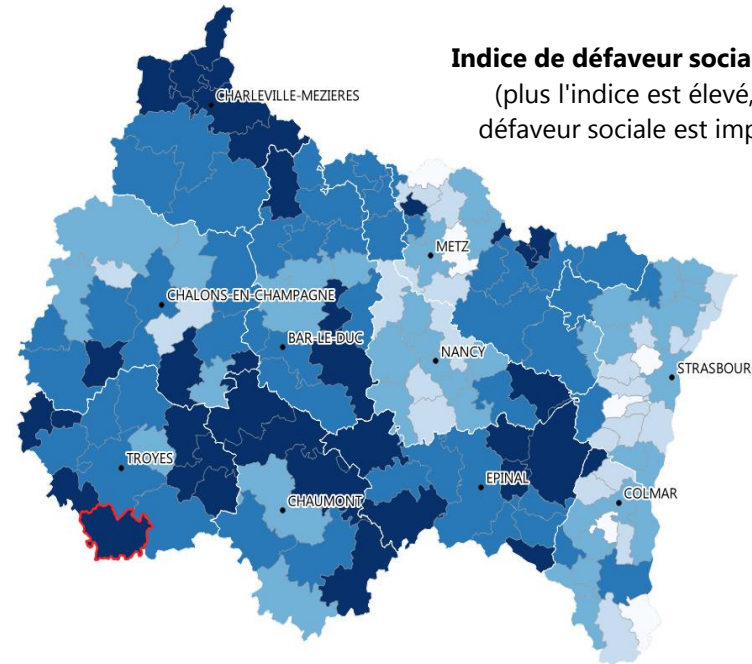 Indice de défaveur socia
(plus l'indice est élevé,
défaveur sociale est imp
CHARLEVILLE-MEZIERES
METZ
CHALONS-EN-CHAMPAGNE
BAR-LE-DUC
NANCY
STRASBOUR
TROYES
EPINAL
CHAUMONT
COLMAR